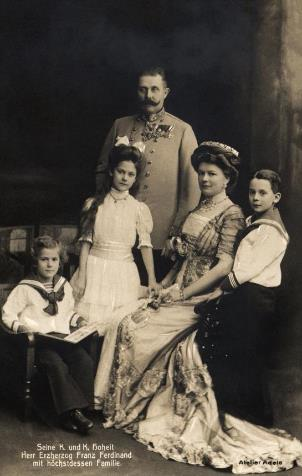 Seine K. und K. Hoheit
Herr Erzherzog Franz Ferdinand
mit höchstdessen Familie.
Atelier Adele